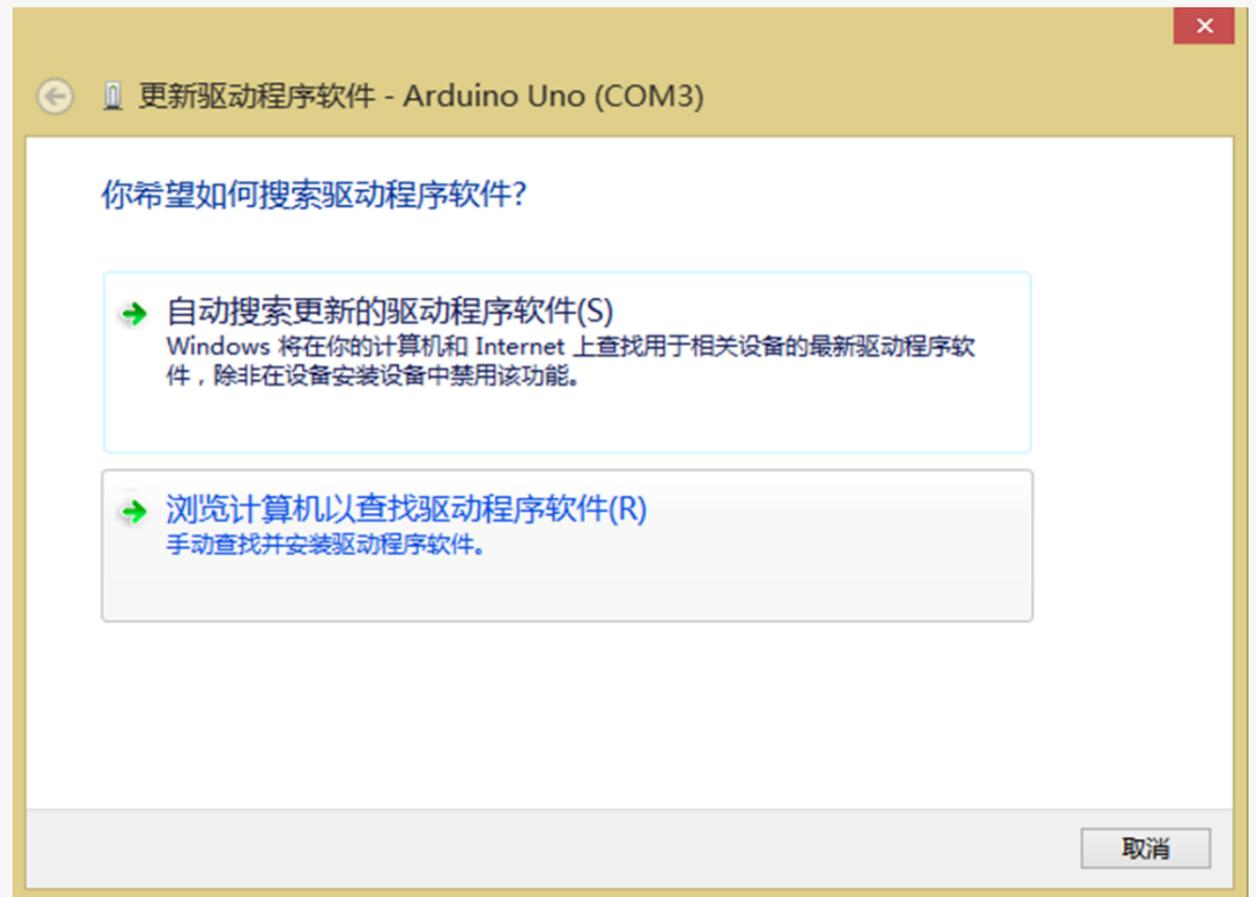 更新驱动程序软件 - Arduino Uno (COM3)
你希望如何搜索驱动程序软件?
自动搜索更新的驱动程序软件(S)
Windows 将在你的计算机和 Internet 上查找用于相关设备的最新驱动程序软
件，除非在设备安装设备中禁用该功能。
浏览计算机以查找驱动程序软件(R)
手动查找并安装驱动程序软件。
取消